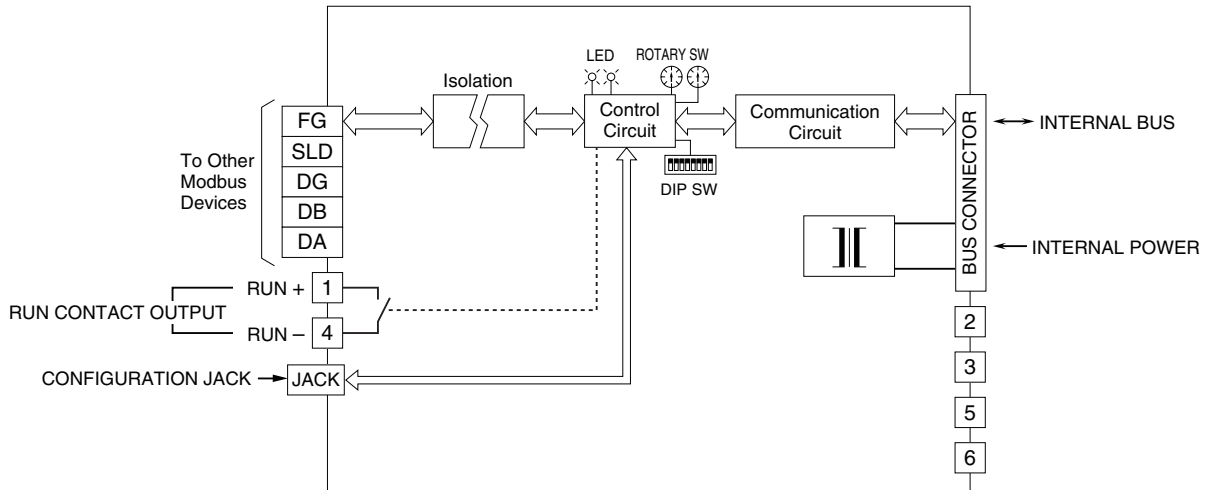 LED
ROTARY SW
Isolation
Control
Circuit
Communication
Circuit
DIP SW
To Other
Modbus
Devices
FG
SLD
DG
DB
DA
BUS CONNECTOR
INTERNAL BUS
INTERNAL POWER
RUN CONTACT OUTPUT
RUN +
1
RUN –
4
CONFIGURATION JACK
JACK
2
3
5
6